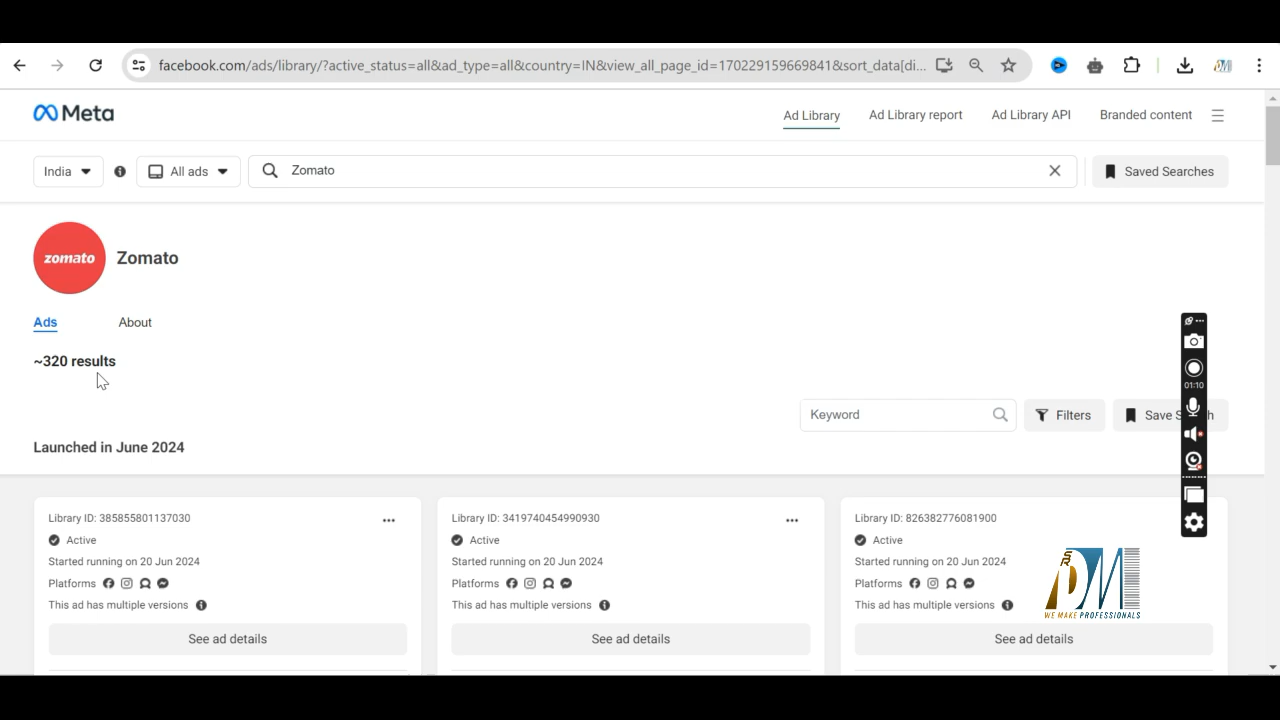 facebook.com/ads/library/?active_status=all&ad_type=all&country=IN&view_all_page_id=170229159669841&sort_data[di...
Meta
Ad Library
Ad Library report
Ad Library API
Branded content
India
All ads
Zomato
Saved Searches
zomato
Zomato
Ads
About
~320 results
01:10
Keyword
Filters
Save S h
Launched in June 2024
Library ID: 385855801137030
Active
Started running on 20 Jun 2024
Platforms
This ad has multiple versions
See ad details
Library ID: 3419740454990930
Active
Started running on 20 Jun 2024
Platforms
This ad has multiple versions
See ad details
Library ID: 826382776081900
Active
Started running on 20 Jun 2024
Platforms
This ad has multiple versions
See ad details
SR
DM
WE MAKE PROFESSIONALS